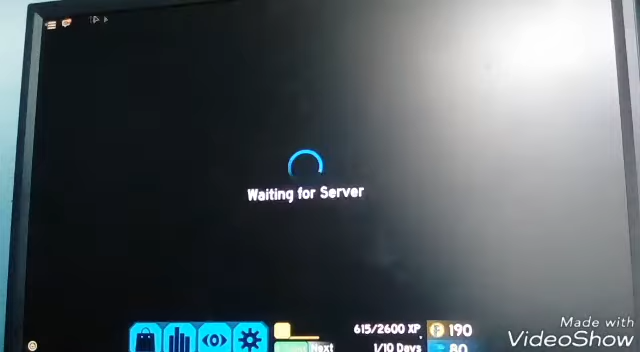 Waiting for Server
615/2600 XP
190
Next
1/10 Days
80
Made with
VideoShow